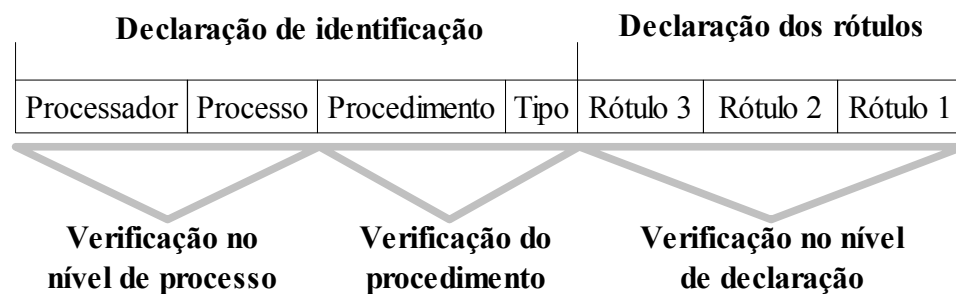 Declaração de identificação Declaração dos rótulos
Processador Processo Procedimento Tipo Rótulo 3 Rótulo 2 Rótulo 1
Verificação no Verificação do Verificação no nível
nível de processo procedimento de declaração